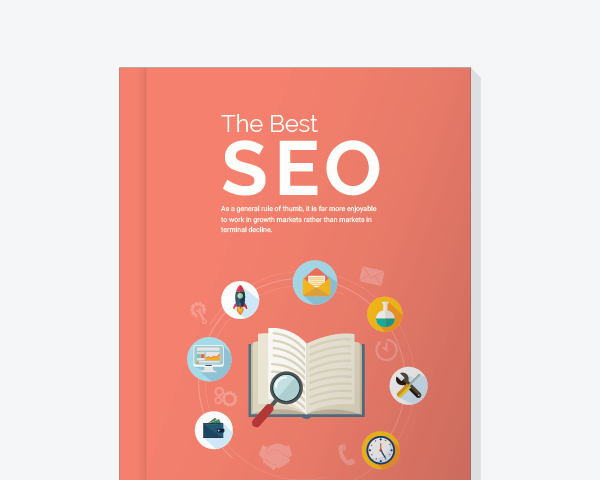 The Best
SEO
As a general rule of thumb, it is far more enjoyable
to work in growth markets rather than markets in
terminal decline.